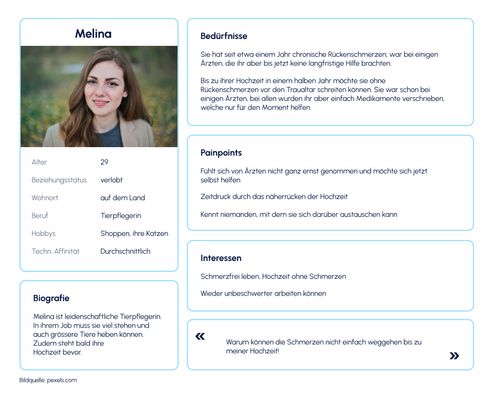 Melina
Alter 29
Beziehungsstatus verlobt
Wohnort auf dem Land
Beruf Tierpflegerin
Hobbys Shoppen, ihre Katzen
Techn. Affinität Durchschnittlich
Biografie
Melina ist leidenschaftliche Tierpflegerin.
In ihrem Job muss sie viel stehen und
auch grössere Tiere heben können.
Zudem steht bald ihre
Hochzeit bevor.
Bedürfnisse
Sie hat seit etwa einem Jahr chronische Rückenschmerzen, war bei einigen
Ärzten, die ihr aber bis jetzt keine langfristige Hilfe brachten.
Bis zu ihrer Hochzeit in einem halben Jahr möchte sie ohne
Rückenschmerzen vor den Traualtar schreiten können. Sie war schon bei
einigen Ärzten, bei allen wurden ihr aber einfach Medikamente verschrieben,
welche nur für den Moment helfen.
Painpoints
Fühlt sich von Ärzten nicht ganz ernst genommen und möchte sich jetzt
selbst helfen
Zeitdruck durch das näherrücken der Hochzeit
Kennt niemanden, mit dem sie sich darüber austauschen kann
Interessen
Schmerzfrei leben, Hochzeit ohne Schmerzen
Wieder unbeschwerter arbeiten können
«
Warum können die Schmerzen nicht einfach weggehen bis zu
meiner Hochzeit!
»
Bildquelle: pexels.com